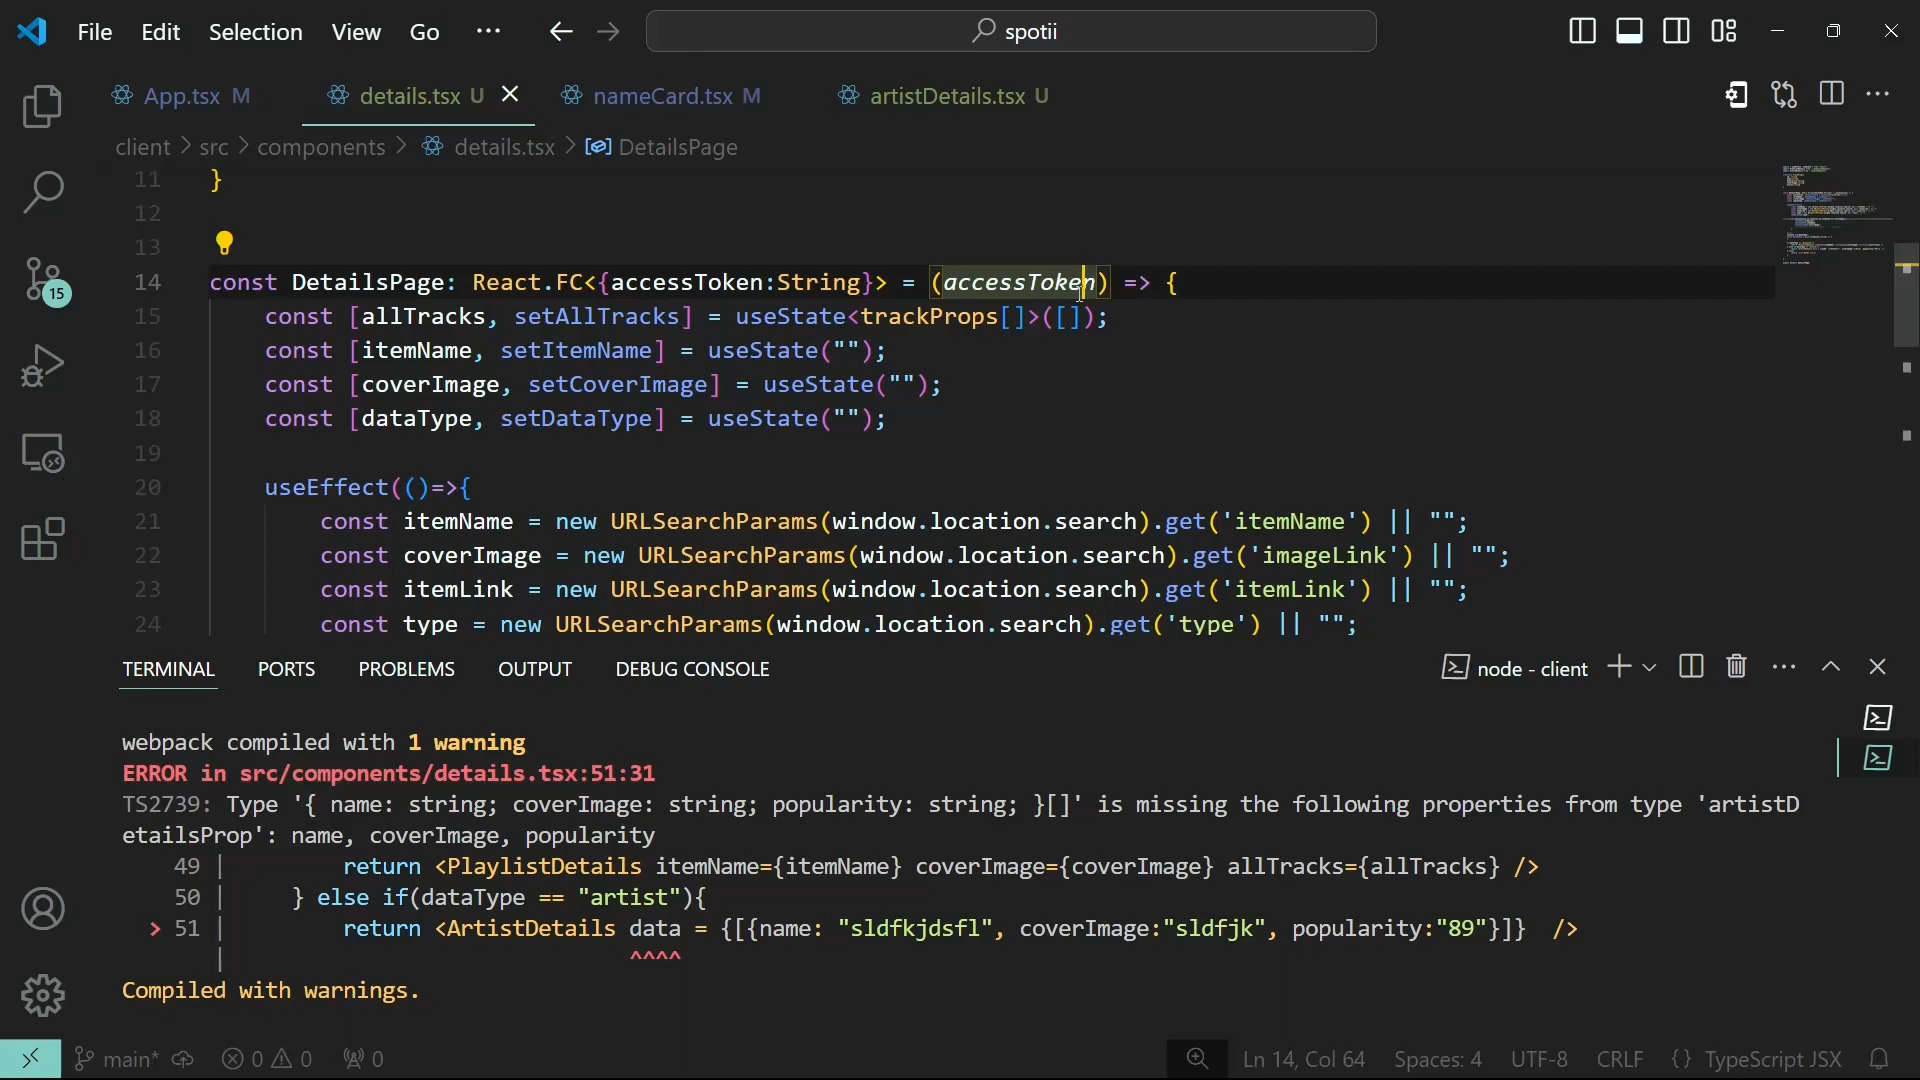 File Edit Selection View Go ··· spotii
App.tsx M details.tsx U nameCard.tsx M artistDetails.tsx U
client > src > components > details.tsx > DetailsPage
11 }
12
13
14 const DetailsPage: React.FC<{accessToken:String}> = (accessToken) => {
15 const [allTracks, setAllTracks] = useState<trackProps[]>([]);
16 const [itemName, setItemName] = useState("");
17 const [coverImage, setCoverImage] = useState("");
18 const [dataType, setDataType] = useState("");
19
20 useEffect(()=>{
21 const itemName = new URLSearchParams(window.location.search).get('itemName') || "";
22 const coverImage = new URLSearchParams(window.location.search).get('imageLink') || "";
23 const itemLink = new URLSearchParams(window.location.search).get('itemLink') || "";
24 const type = new URLSearchParams(window.location.search).get('type') || "";
15
TERMINAL PORTS PROBLEMS OUTPUT DEBUG CONSOLE node - client
webpack compiled with 1 warning
ERROR in src/components/details.tsx:51:31
TS2739: Type '{ name: string; coverImage: string; popularity: string; }[]' is missing the following properties from type 'artistD
etailsProp': name, coverImage, popularity
49 | return <PlaylistDetails itemName={itemName} coverImage={coverImage} allTracks={allTracks} />
50 | } else if(dataType == "artist"){
> 51 | return <ArtistDetails data = {[{name: "sldfkjdsfl", coverImage:"sldfjk", popularity:"89"}]} />
| ^^^^
Compiled with warnings.
main* 0 0 0 Ln 14, Col 64 Spaces: 4 UTF-8 CRLF {} TypeScript JSX